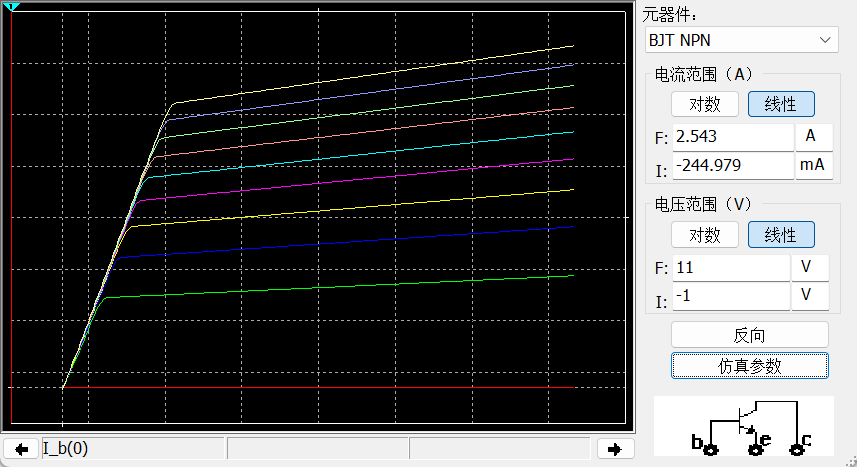 元器件：
BJT NPN
电流范围（A）
对数 线性
F: 2.543 A
I: -244.979 mA
电压范围（V）
对数 线性
F: 11 V
I: -1 V
反向
仿真参数
b e c
I_b(0)